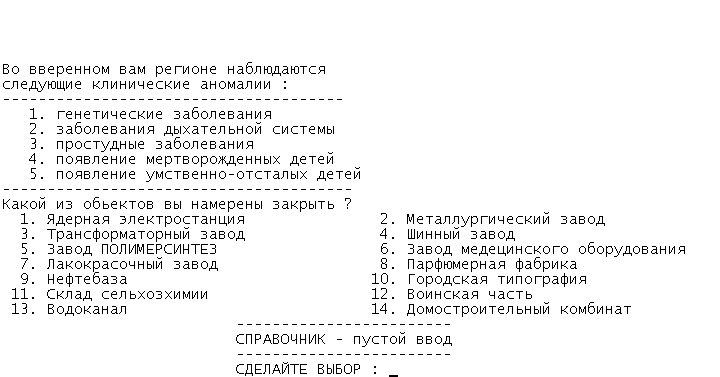 Во вверенном вам регионе наблюдаются
следующие клинические аномалии :
--------------------------------------
1. генетические заболевания
2. заболевания дыхательной системы
3. простудные заболевания
4. появление мертворожденных детей
5. появление умственно-отсталых детей
---------------------------------------
Какой из обьектов вы намерены закрыть ?
1. Ядерная электростанция 2. Металлургический завод
3. Трансформаторный завод 4. Шинный завод
5. Завод ПОЛИМЕРСИНТЕЗ 6. Завод медецинского оборудования
7. Лакокрасочный завод 8. Парфюмерная фабрика
9. Нефтебаза 10. Городская типография
11. Склад сельхозхимии 12. Воинская часть
13. Водоканал 14. Домостроительный комбинат
------------------------
СПРАВОЧНИК - пустой ввод
------------------------
СДЕЛАЙТЕ ВЫБОР : _